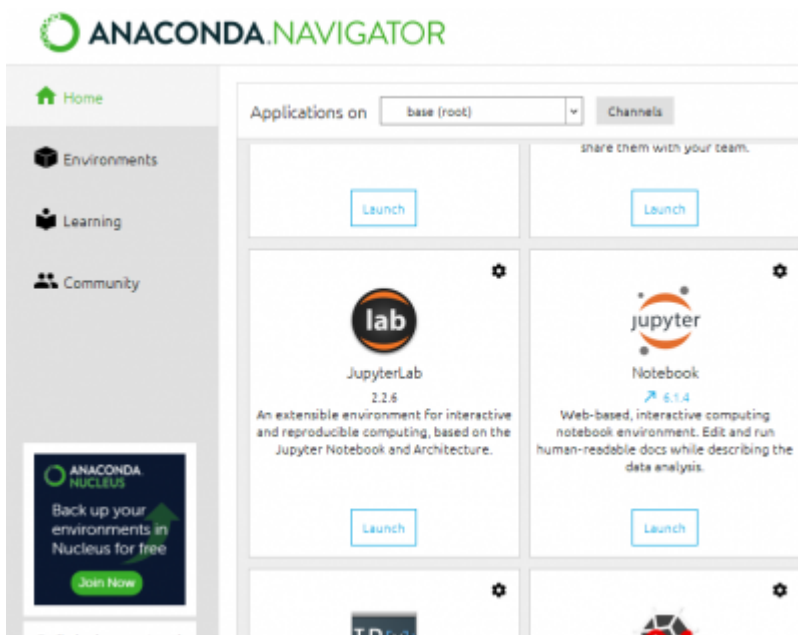 ANACONDA.NAVIGATOR
Home
Environments
Learning
Community
Applications on
base (root)
Channels
share them with your team.
Launch
Launch
lab
JupyterLab
2.2.6
An extensible environment for interactive
and reproducible computing, based on the
Jupyter Notebook and Architecture.
Launch
jupyter
Notebook
6.1.4
Web-based, interactive computing
notebook environment. Edit and run
human-readable docs while describing the
data analysis.
Launch
ANACONDA.
NUCLEUS
Back up your
environments in
Nucleus for free
Join Now